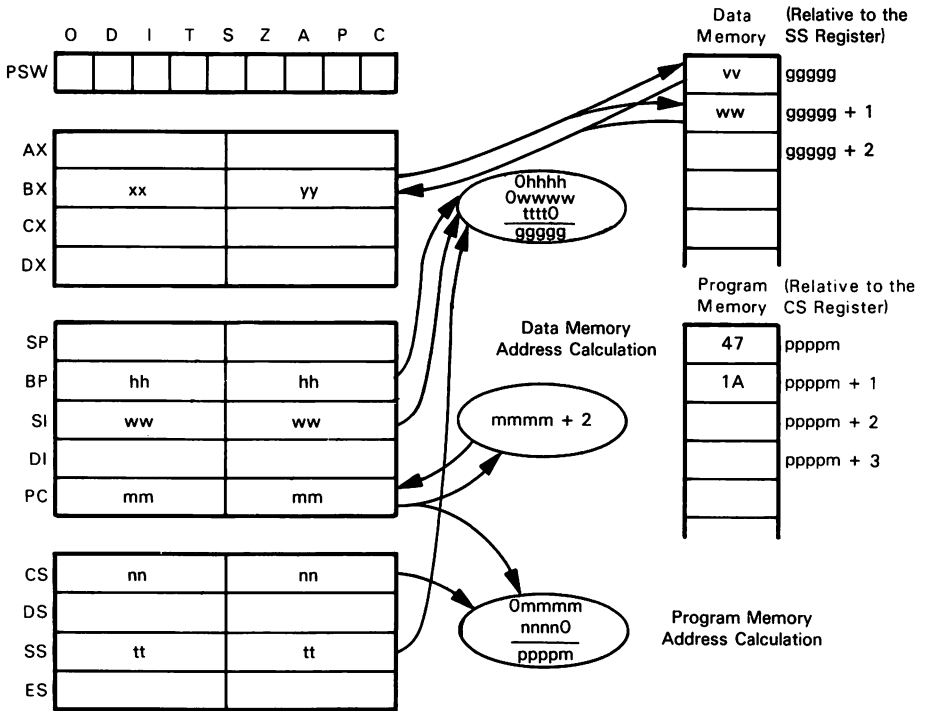 O D I T S Z A P C
PSW
AX
BX xx yy
CX
DX
SP
BP hh hh
SI ww ww
DI
PC mm mm
CS nn nn
DS
SS tt tt
ES
0hhhh
0wwww
tttt0
ggggg
Data Memory
Address Calculation
mmmm + 2
0mmmm
nnnn0
ppppm
Program Memory
Address Calculation
Data
Memory
(Relative to the
SS Register)
vv ggggg
ww ggggg + 1
ggggg + 2
Program
Memory
(Relative to the
CS Register)
47 ppppm
1A ppppm + 1
ppppm + 2
ppppm + 3